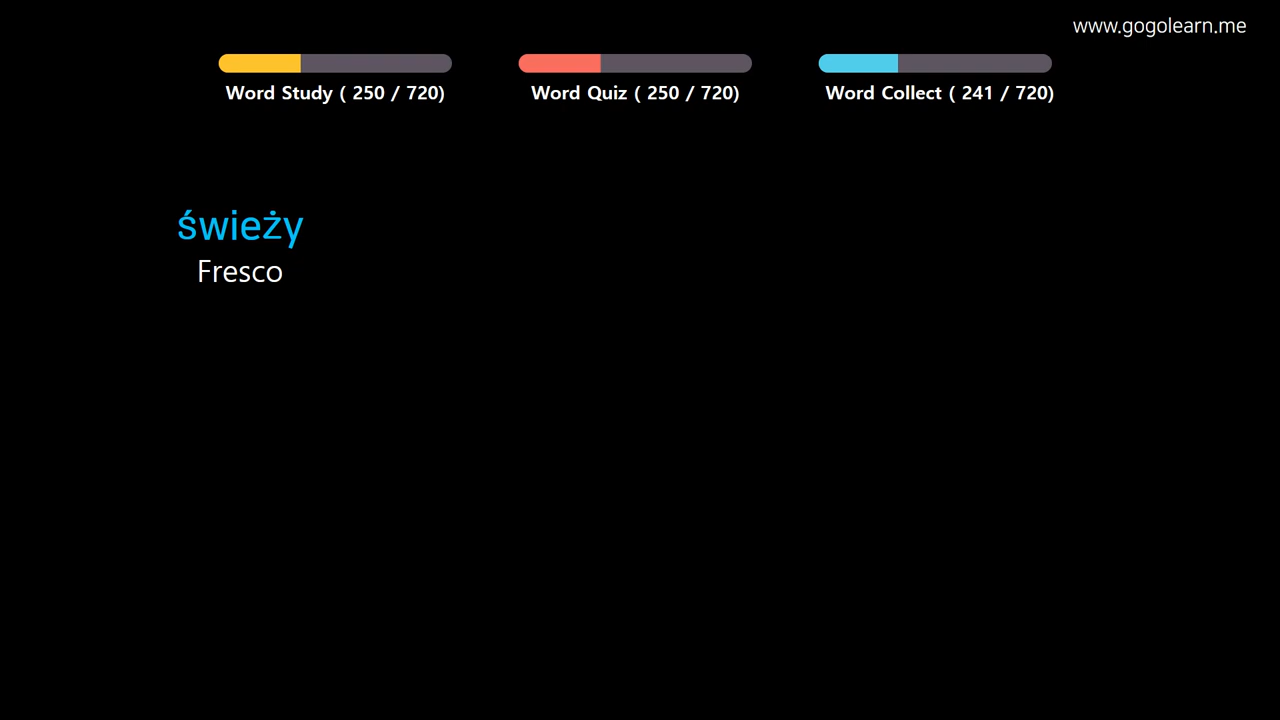 www.gogolearn.me
Word Study ( 250 / 720)
Word Quiz ( 250 / 720)
Word Collect ( 241 / 720)
świeży
Fresco